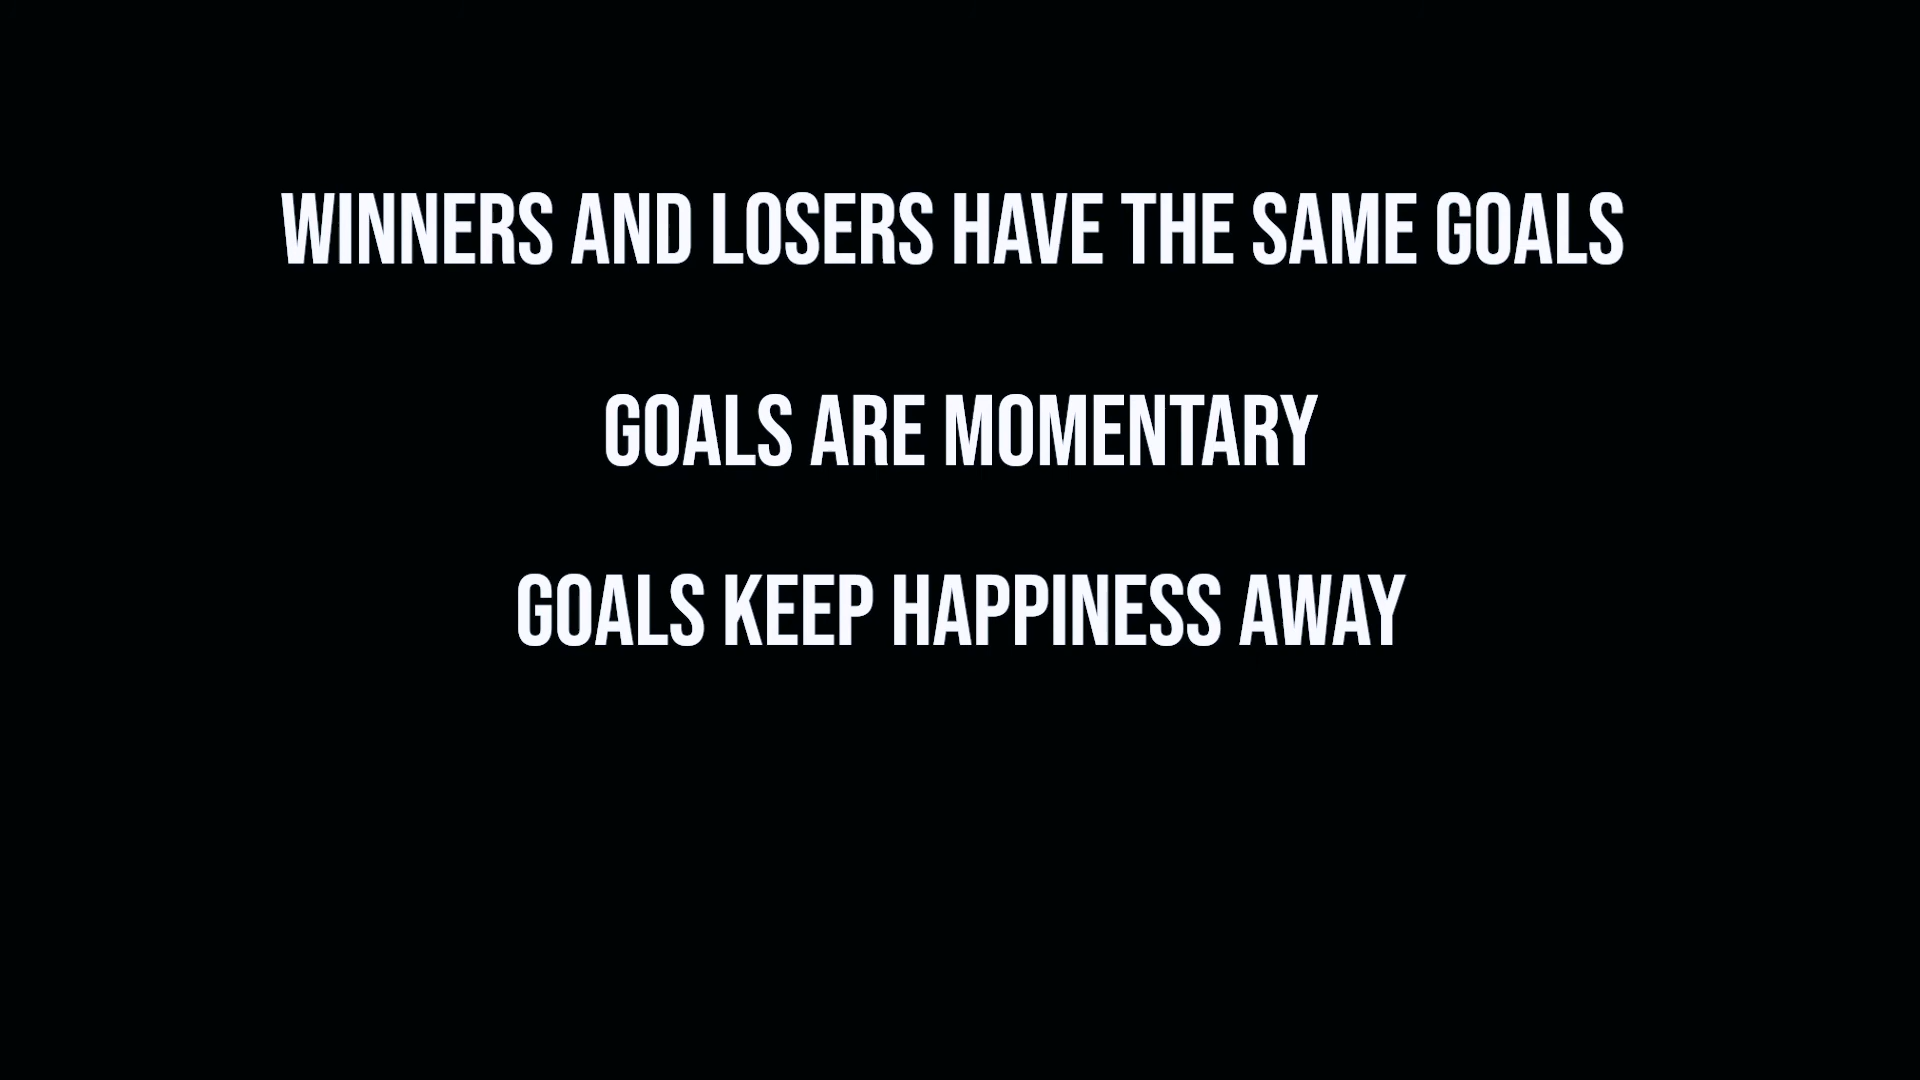 WINNERS AND LOSERS HAVE THE SAME GOALS
GOALS ARE MOMENTARY
GOALS KEEP HAPPINESS AWAY